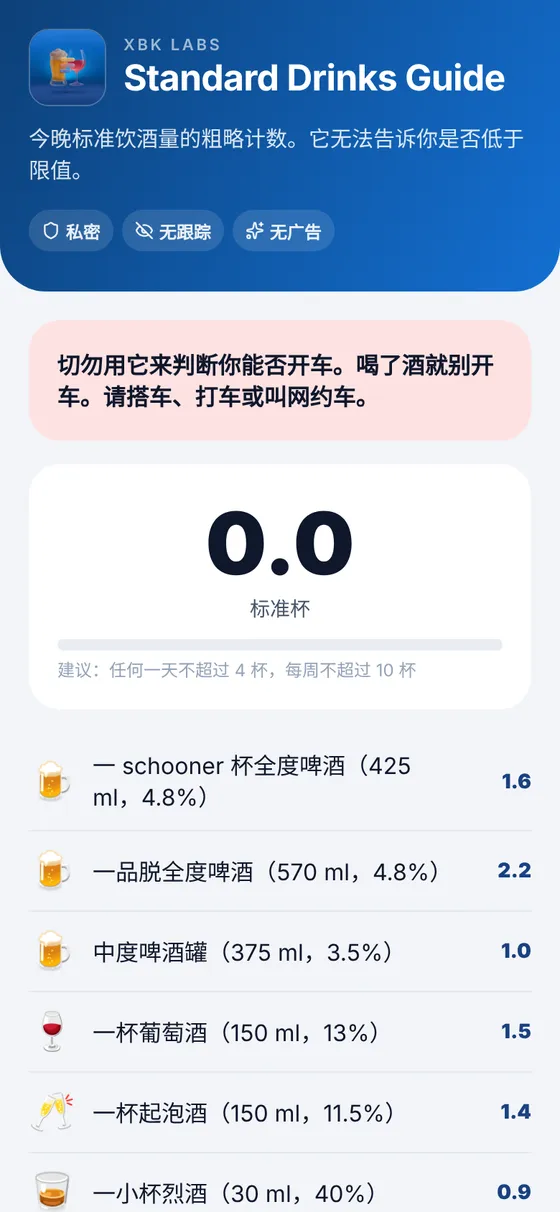 XBK LABS
Standard Drinks Guide
今晚标准饮酒量的粗略计数。它无法告诉你是否低于
限值。
私密
无跟踪
无广告
切勿用它来判断你能否开车。喝了酒就别开
车。请搭车、打车或叫网约车。
0.0
标准杯
建议：任何一天不超过 4 杯，每周不超过 10 杯
一 schooner 杯全度啤酒（425
ml，4.8%）
1.6
一品脱全度啤酒（570 ml，4.8%）
2.2
中度啤酒罐（375 ml，3.5%）
1.0
一杯葡萄酒（150 ml，13%）
1.5
一杯起泡酒（150 ml，11.5%）
1.4
一小杯烈酒（30 ml，40%）
0.9